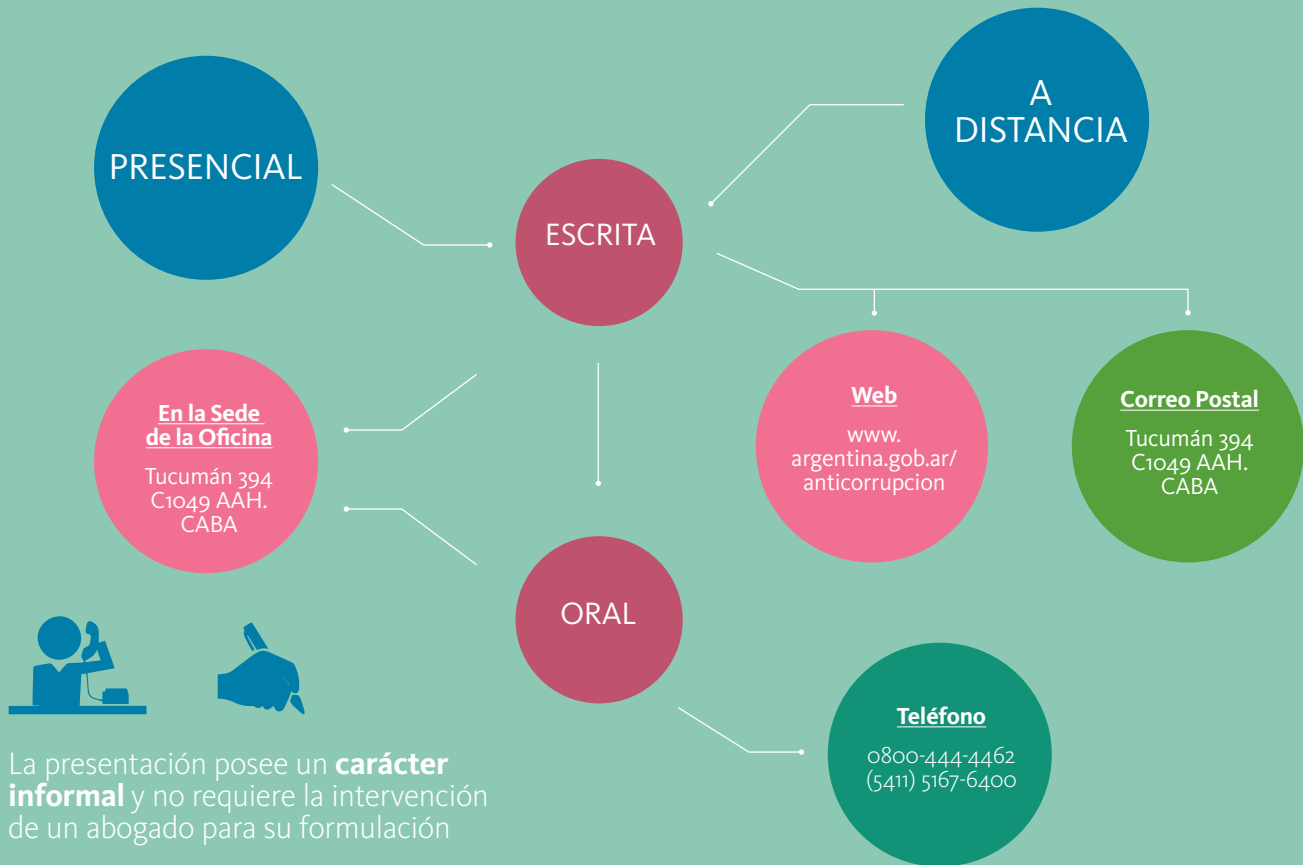 PRESENCIAL
A
DISTANCIA
ESCRITA
En la Sede
de la Oficina
Tucumán 394
C1049 AAH.
CABA
Web
www.
argentina.gob.ar/
anticorrupcion
Correo Postal
Tucumán 394
C1049 AAH.
CABA
ORAL
Teléfono
0800-444-4462
(5411) 5167-6400
La presentación posee un carácter
informal y no requiere la intervención
de un abogado para su formulación